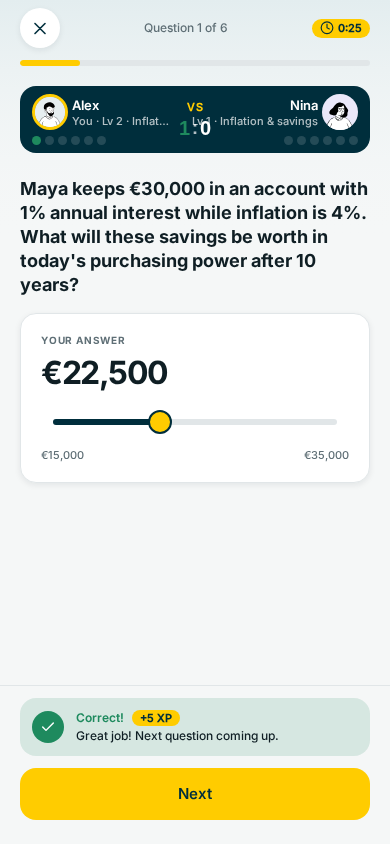 Question 1 of 6
0:25
Alex
VS
Nina
You · Lv 2 · Inflat...
Lv 1 · Inflation & savings
1:0
Maya keeps €30,000 in an account with
1% annual interest while inflation is 4%.
What will these savings be worth in
today's purchasing power after 10
years?
YOUR ANSWER
€22,500
€15,000
€35,000
Correct!
+5 XP
Great job! Next question coming up.
Next